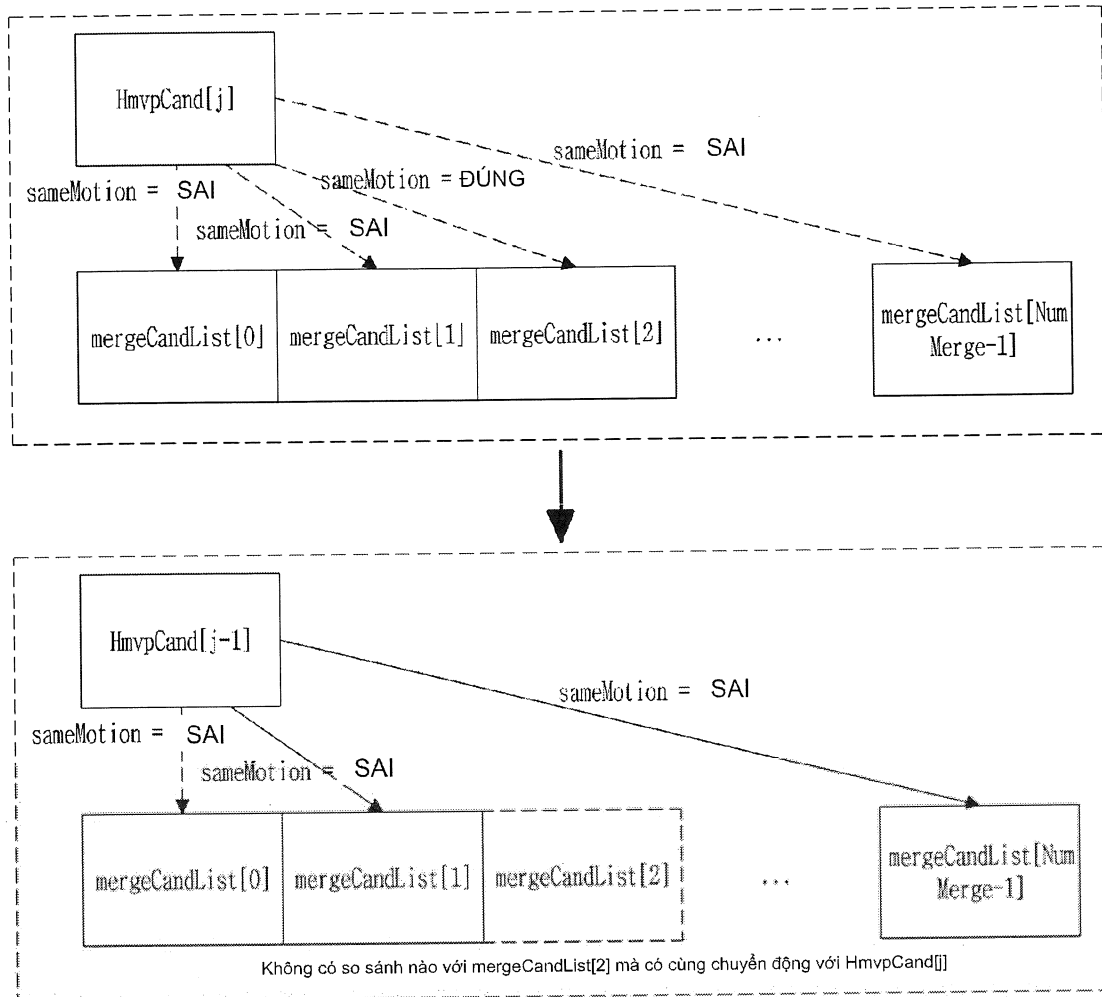 HmvpCand[j]
sameMotion = SAI
sameMotion = ĐÚNG
sameMotion = SAI
sameMotion = SAI
mergeCandList[0]
mergeCandList[1]
mergeCandList[2]
...
mergeCandList[Num
Merge-1]
HmvpCand[j-1]
sameMotion = SAI
sameMotion = SAI
sameMotion = SAI
mergeCandList[0]
mergeCandList[1]
mergeCandList[2]
...
mergeCandList[Num
Merge-1]
Không có so sánh nào với mergeCandList[2] mà có cùng chuyển động với HmvpCand[j]